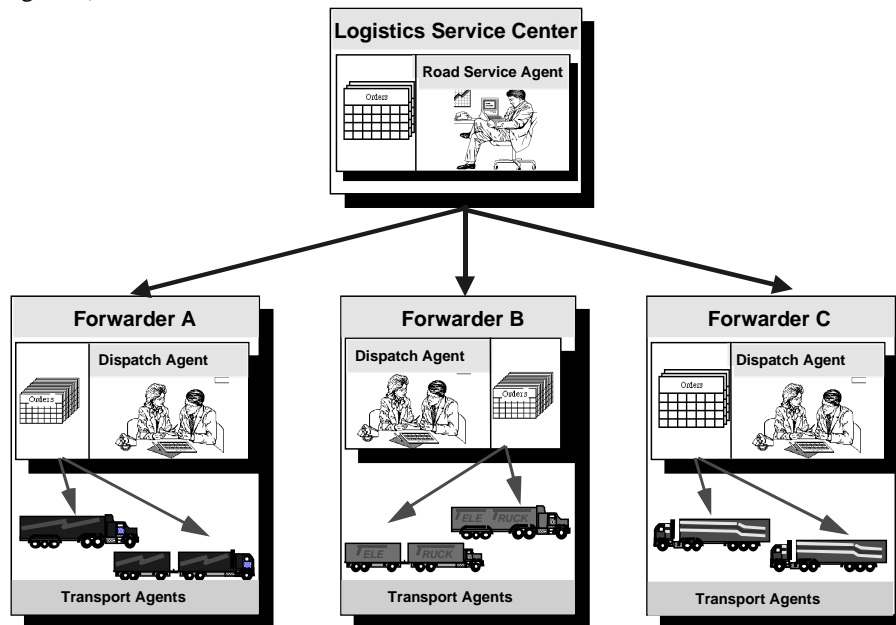 Logistics Service Center
Road Service Agent
Orders
Forwarder A
Dispatch Agent
Orders
Transport Agents
Forwarder B
Dispatch Agent
Orders
TELE TRUCK
TELE TRUCK
Transport Agents
Forwarder C
Dispatch Agent
Orders
Transport Agents